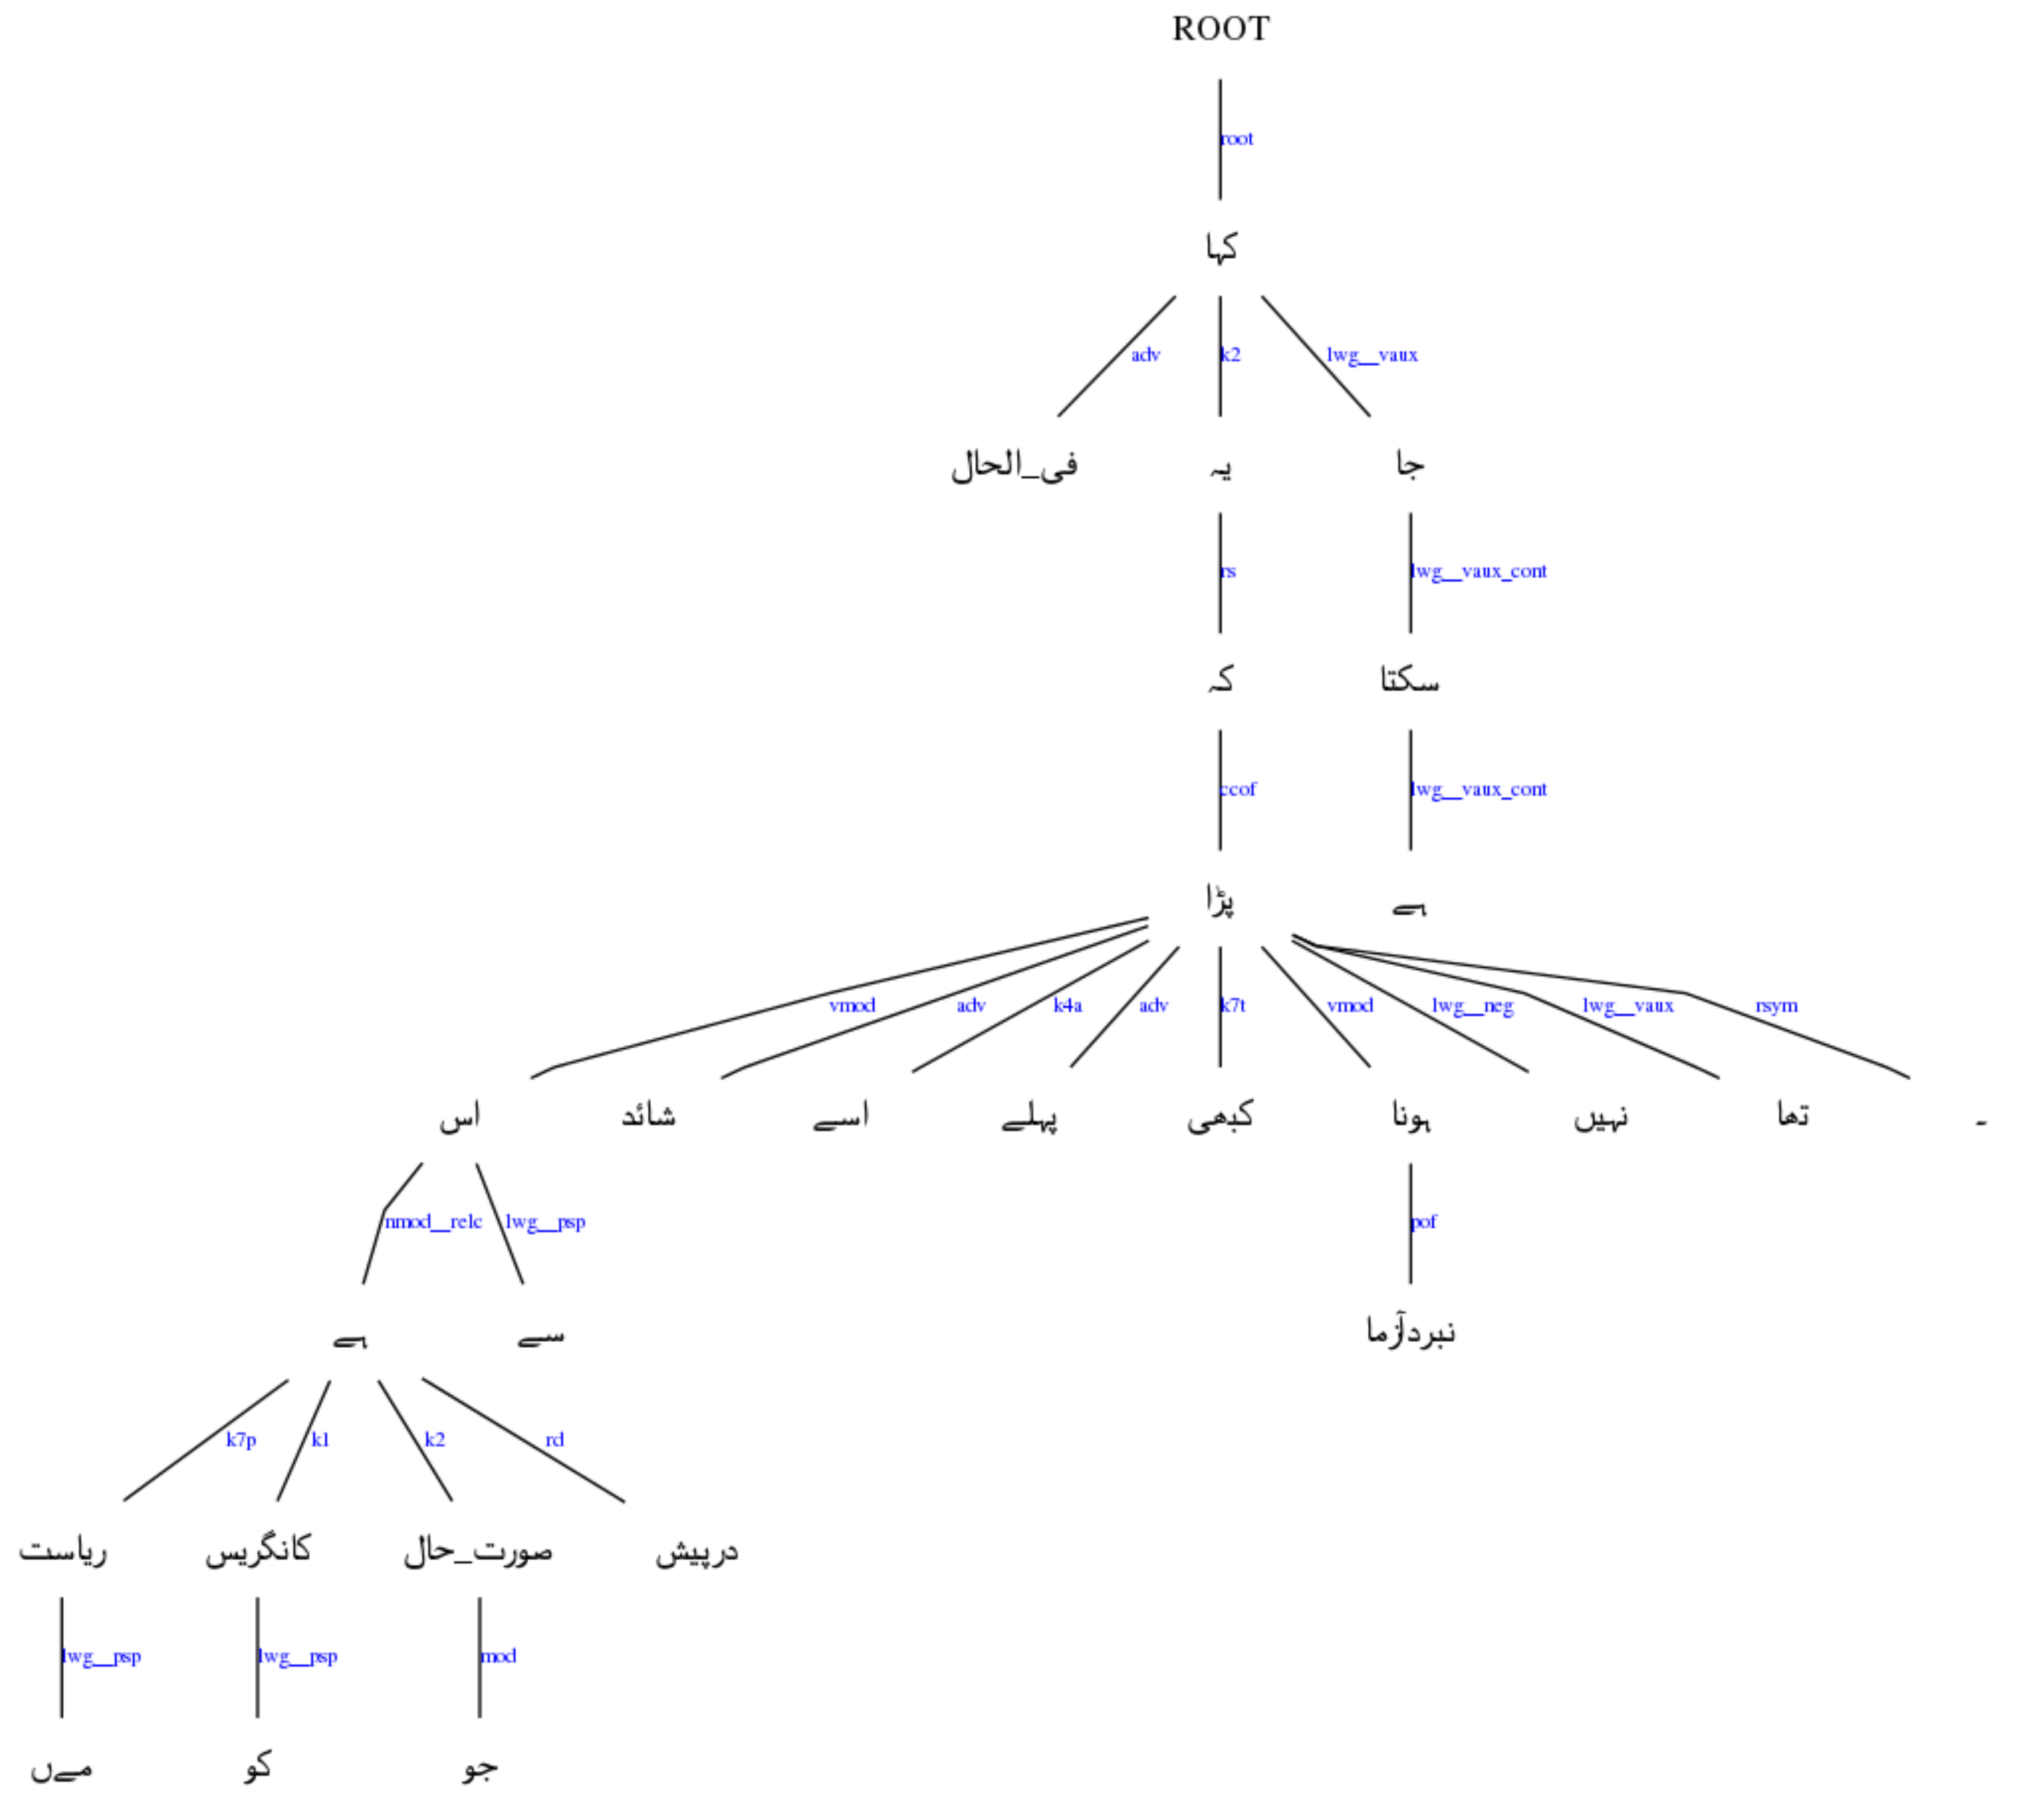 ROOT
root
کہا
adv k2 lwg__vaux
فی_الحال یہ جا
rs lwg__vaux_cont
کہ سکتا
ccof lwg__vaux_cont
پڑا ہے
vmod adv k4a adv k7t vmod lwg__neg lwg__vaux rsym
اس شائد اسے پہلے کبھی ہونا نہیں تھا ۔
nmod__relc lwg__psp pof
ہے سے نبردآزما
k7p k1 k2 rd
ریاست کانگریس صورت_حال درپیش
lwg__psp lwg__psp mod
مےں کو جو